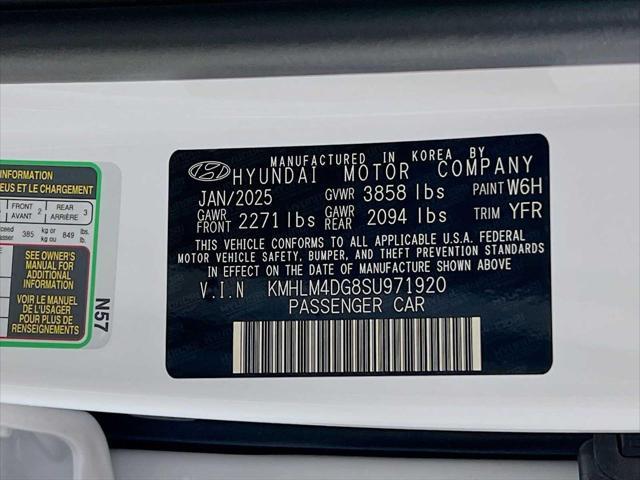 INFORMATION
EUS ET LE CHARGEMENT
FRONT 2 REAR 3
AVANT ARRIÈRE
385 kg or 849 lbs.
kg ou lb.
SEE OWNER'S
MANUAL FOR
ADDITIONAL
INFORMATION
VOIR LE MANUEL
DE L'USAGER
POUR PLUS DE
RENSEIGNEMENTS
N57
MANUFACTURED IN KOREA BY
HYUNDAI MOTOR COMPANY
JAN/2025 GVWR 3858 lbs PAINT W6H
GAWR FRONT 2271 lbs GAWR REAR 2094 lbs TRIM YFR
THIS VEHICLE CONFORMS TO ALL APPLICABLE U.S.A. FEDERAL
MOTOR VEHICLE SAFETY, BUMPER, AND THEFT PREVENTION STANDARDS
IN EFFECT ON THE DATE OF MANUFACTURE SHOWN ABOVE
V.I.N KMHLM4DG8SU971920
PASSENGER CAR